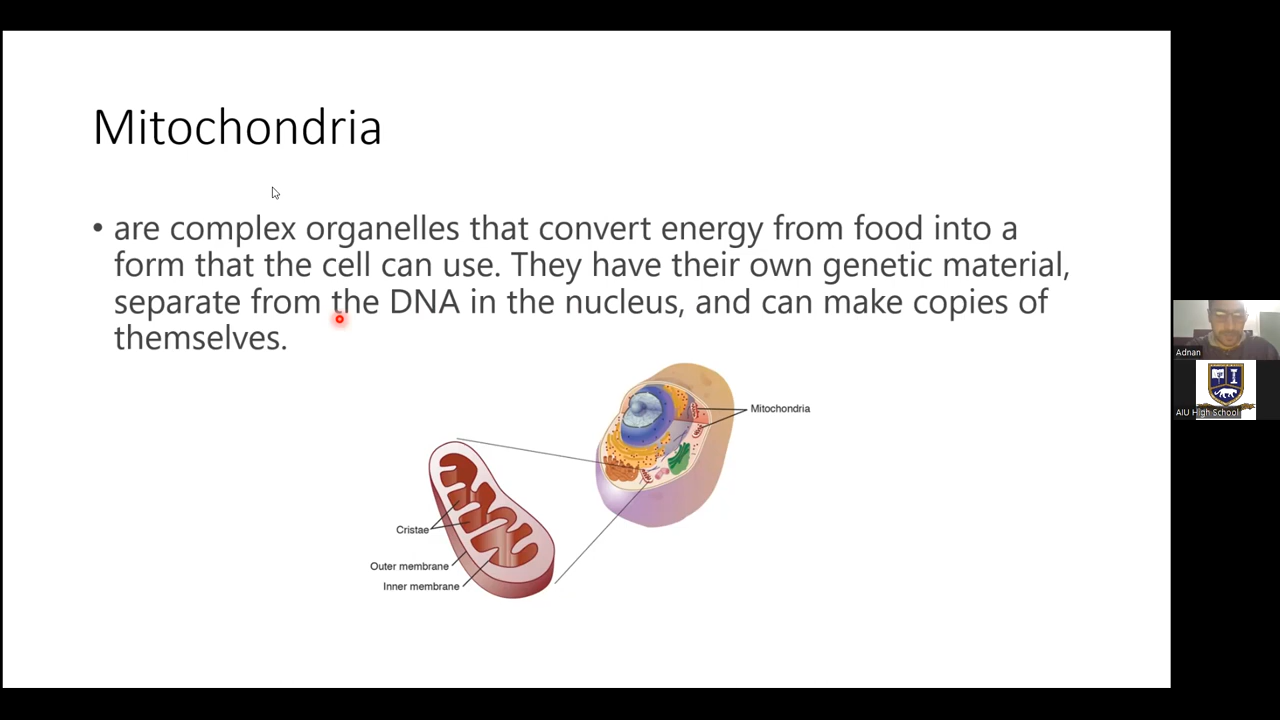 Mitochondria
• are complex organelles that convert energy from food into a
form that the cell can use. They have their own genetic material,
separate from the DNA in the nucleus, and can make copies of
themselves.
Mitochondria
Cristae
Outer membrane
Inner membrane
Adnan
AIU High School